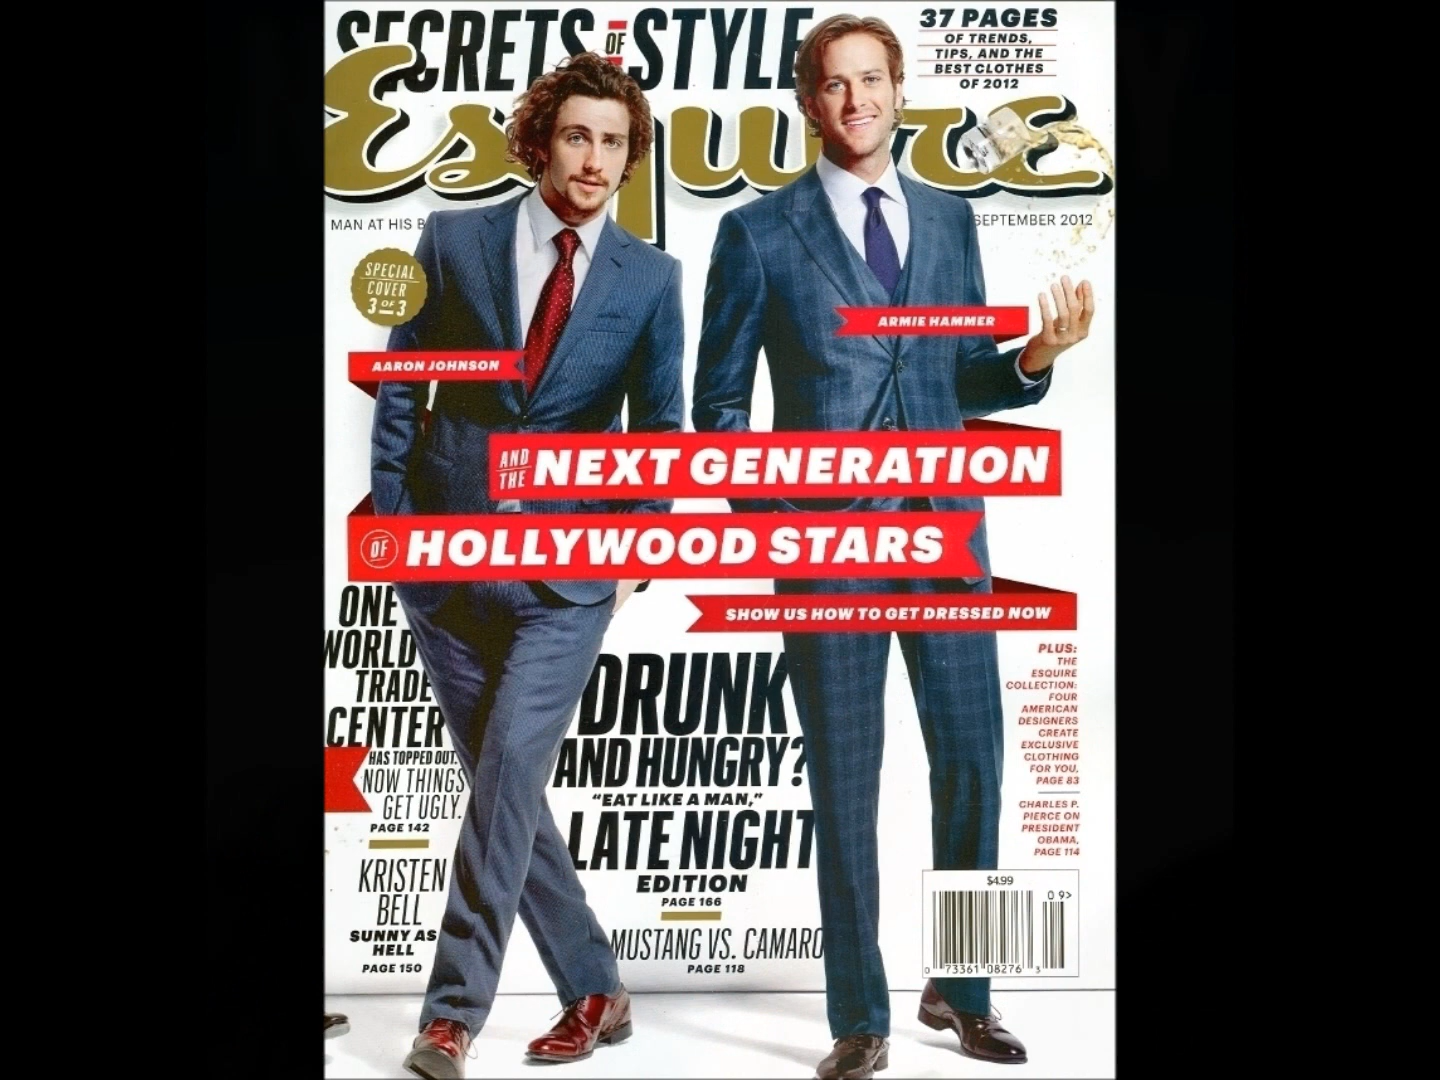 SECRETS OF STYLE
37 PAGES
OF TRENDS,
TIPS, AND THE
BEST CLOTHES
OF 2012
Esquire
MAN AT HIS B
SEPTEMBER 2012
SPECIAL
COVER
3 OF 3
ARMIE HAMMER
AARON JOHNSON
AND THE NEXT GENERATION
OF HOLLYWOOD STARS
SHOW US HOW TO GET DRESSED NOW
ONE
WORLD
TRADE
CENTER
HAS TOPPED OUT.
NOW THINGS
GET UGLY.
PAGE 142
KRISTEN
BELL
SUNNY AS
HELL
PAGE 150
DRUNK
AND HUNGRY?
“EAT LIKE A MAN,”
LATE NIGHT
EDITION
PAGE 166
MUSTANG VS. CAMARO
PAGE 118
PLUS:
THE
ESQUIRE
COLLECTION:
FOUR
AMERICAN
DESIGNERS
CREATE
EXCLUSIVE
CLOTHING
FOR YOU,
PAGE 83
CHARLES P.
PIERCE ON
PRESIDENT
OBAMA,
PAGE 114
$4.99
09>
0 73361 08276 3